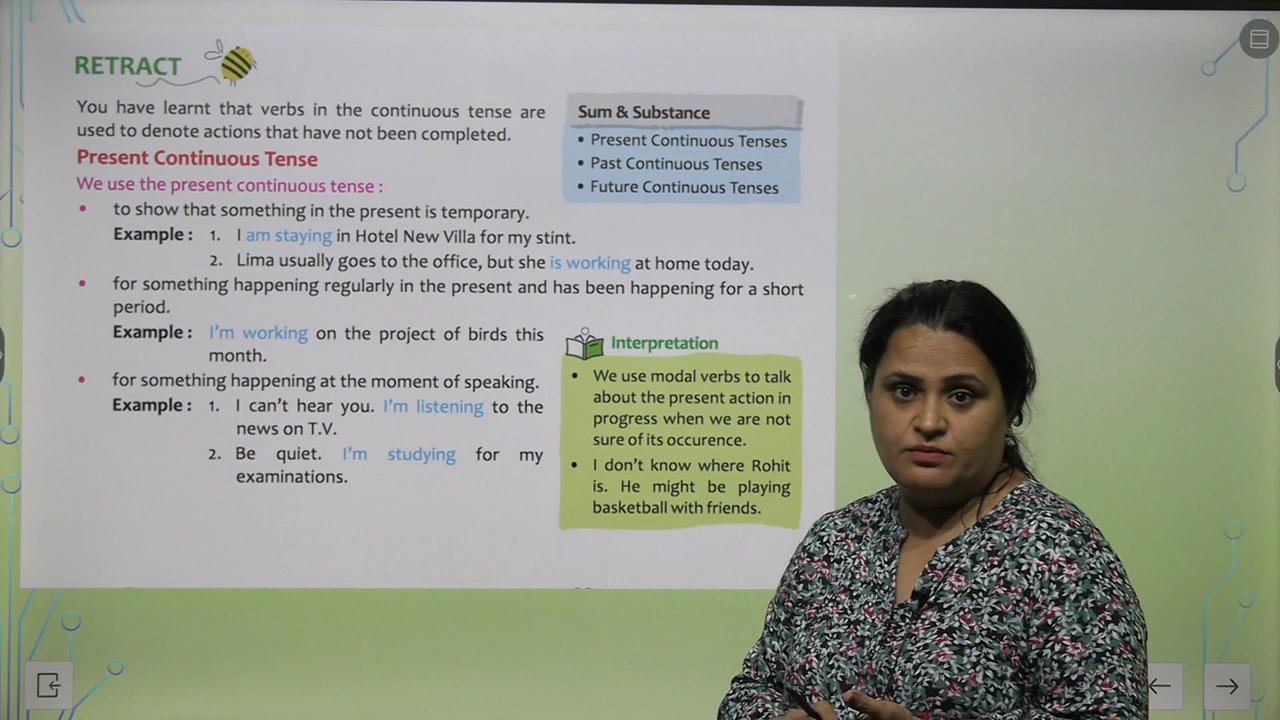 RETRACT
You have learnt that verbs in the continuous tense are
used to denote actions that have not been completed.
Sum & Substance
• Present Continuous Tenses
• Past Continuous Tenses
• Future Continuous Tenses
Present Continuous Tense
We use the present continuous tense :
• to show that something in the present is temporary.
Example : 1. I am staying in Hotel New Villa for my stint.
2. Lima usually goes to the office, but she is working at home today.
• for something happening regularly in the present and has been happening for a short
period.
Example : I'm working on the project of birds this
month.
• for something happening at the moment of speaking.
Example : 1. I can't hear you. I'm listening to the
news on T.V.
2. Be quiet. I'm studying for my
examinations.
Interpretation
• We use modal verbs to talk
about the present action in
progress when we are not
sure of its occurence.
• I don't know where Rohit
is. He might be playing
basketball with friends.